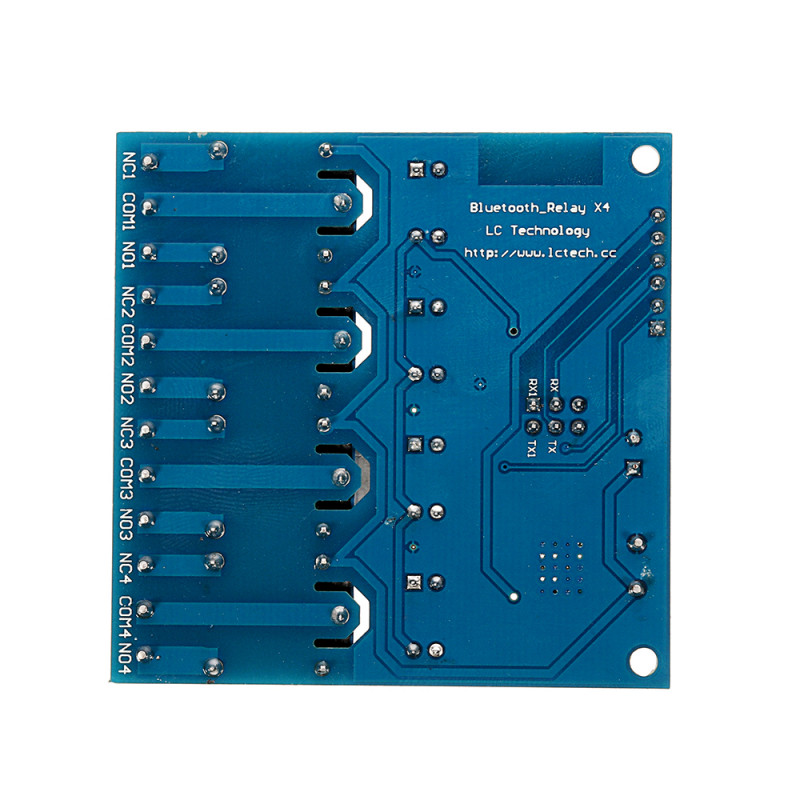 Bluetooth_Relay X4
LC Technology
http://www.lctech.cc
NC1
COM1
NO1
NC2
COM2
NO2
NC3
COM3
NO3
NC4
COM4
NO4
RX1
RX
TX1
TX